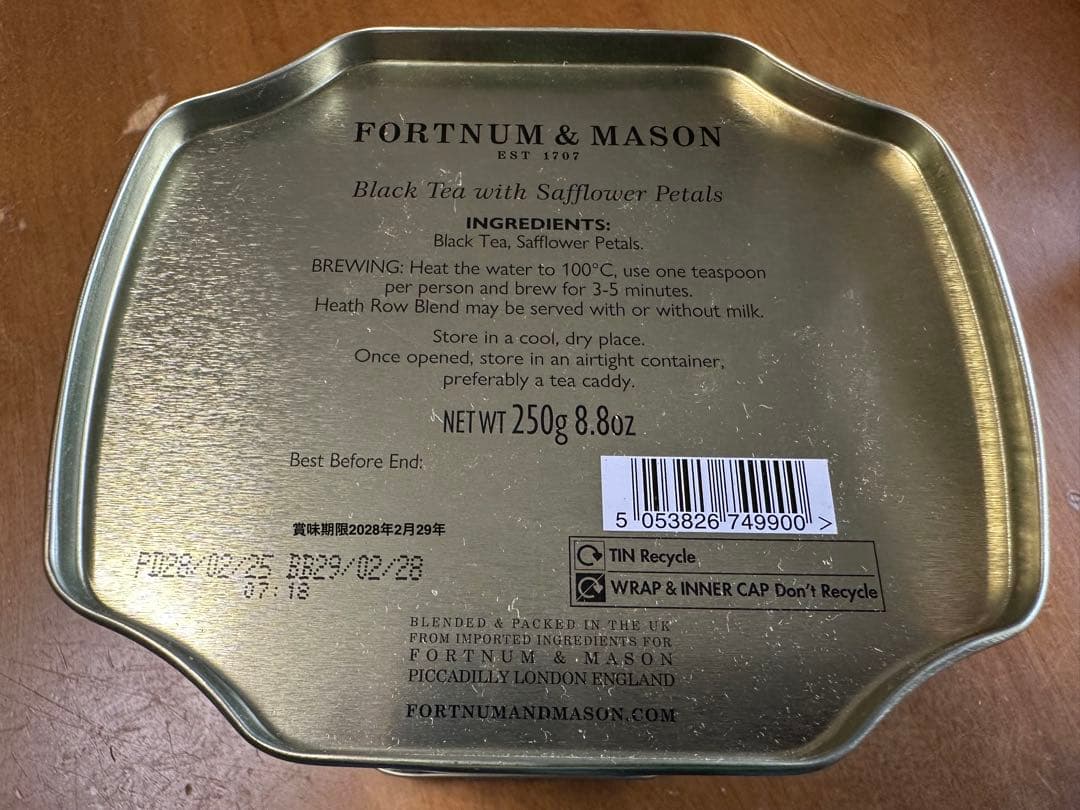 FORTNUM & MASON
EST 1707
Black Tea with Safflower Petals
INGREDIENTS:
Black Tea, Safflower Petals.
BREWING: Heat the water to 100°C, use one teaspoon
per person and brew for 3-5 minutes.
Heath Row Blend may be served with or without milk.
Store in a cool, dry place.
Once opened, store in an airtight container,
preferably a tea caddy.
NET WT 250g 8.8oz
Best Before End:
5 053826 749900 >
賞味期限2028年2月29年
PD28/02/25 BB29/02/28
07:18
TIN Recycle
WRAP & INNER CAP Don't Recycle
BLENDED & PACKED IN THE UK
FROM IMPORTED INGREDIENTS FOR
FORTNUM & MASON
PICCADILLY LONDON ENGLAND
FORTNUMANDMASON.COM